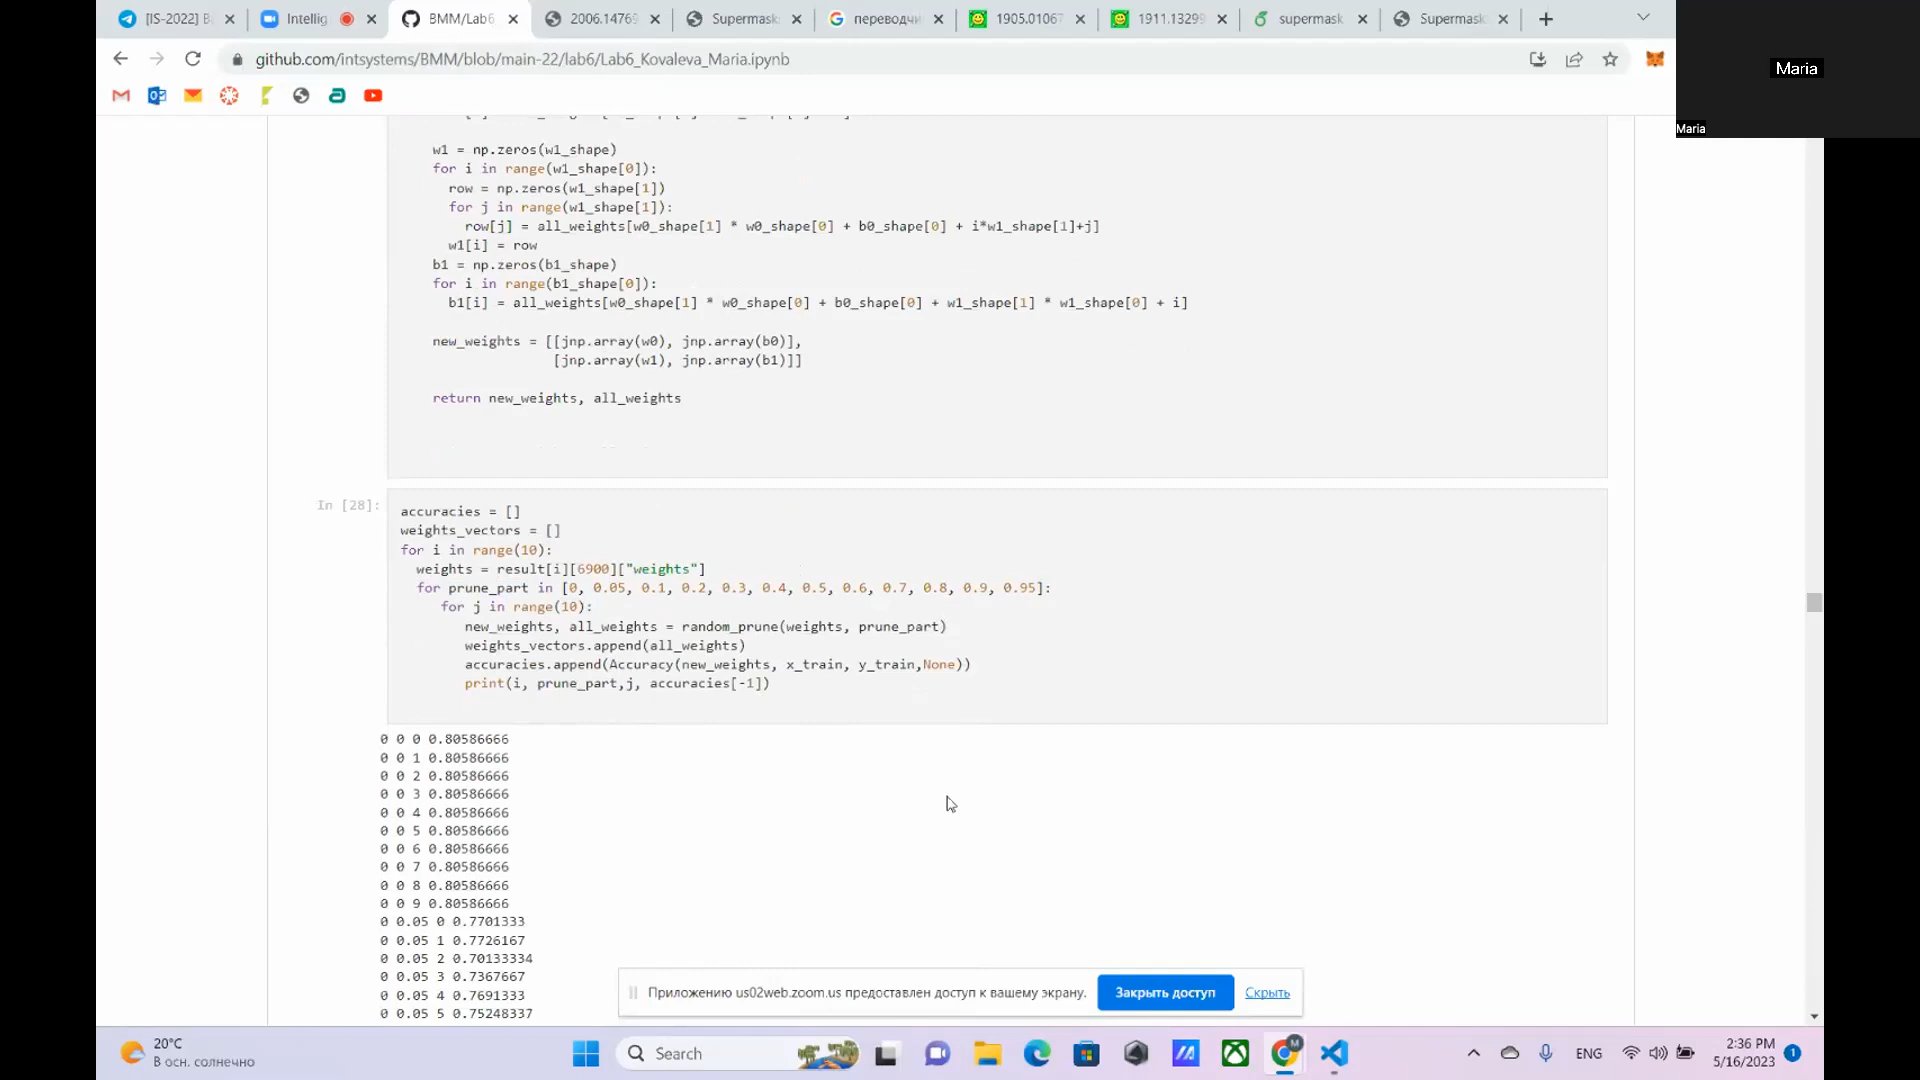 [IS-2022] B
Intellig
BMM/Lab6
2006.14769
Supermask
переводчи
1905.01067
1911.13299
supermask
Supermask
github.com/intsystems/BMM/blob/main-22/lab6/Lab6_Kovaleva_Maria.ipynb
Maria
Maria
w1 = np.zeros(w1_shape)
for i in range(w1_shape[0]):
row = np.zeros(w1_shape[1])
for j in range(w1_shape[1]):
row[j] = all_weights[w0_shape[1] * w0_shape[0] + b0_shape[0] + i*w1_shape[1]+j]
w1[i] = row
b1 = np.zeros(b1_shape)
for i in range(b1_shape[0]):
b1[i] = all_weights[w0_shape[1] * w0_shape[0] + b0_shape[0] + w1_shape[1] * w1_shape[0] + i]
new_weights = [[jnp.array(w0), jnp.array(b0)],
[jnp.array(w1), jnp.array(b1)]]
return new_weights, all_weights
In [28]:
accuracies = []
weights_vectors = []
for i in range(10):
weights = result[i][6900]["weights"]
for prune_part in [0, 0.05, 0.1, 0.2, 0.3, 0.4, 0.5, 0.6, 0.7, 0.8, 0.9, 0.95]:
for j in range(10):
new_weights, all_weights = random_prune(weights, prune_part)
weights_vectors.append(all_weights)
accuracies.append(Accuracy(new_weights, x_train, y_train,None))
print(i, prune_part,j, accuracies[-1])
0 0 0 0.80586666
0 0 1 0.80586666
0 0 2 0.80586666
0 0 3 0.80586666
0 0 4 0.80586666
0 0 5 0.80586666
0 0 6 0.80586666
0 0 7 0.80586666
0 0 8 0.80586666
0 0 9 0.80586666
0 0.05 0 0.7701333
0 0.05 1 0.7726167
0 0.05 2 0.70133334
0 0.05 3 0.7367667
0 0.05 4 0.7691333
0 0.05 5 0.75248337
Приложению us02web.zoom.us предоставлен доступ к вашему экрану.
Закрыть доступ
Скрыть
20°C
В осн. солнечно
Search
ENG
2:36 PM
5/16/2023
1